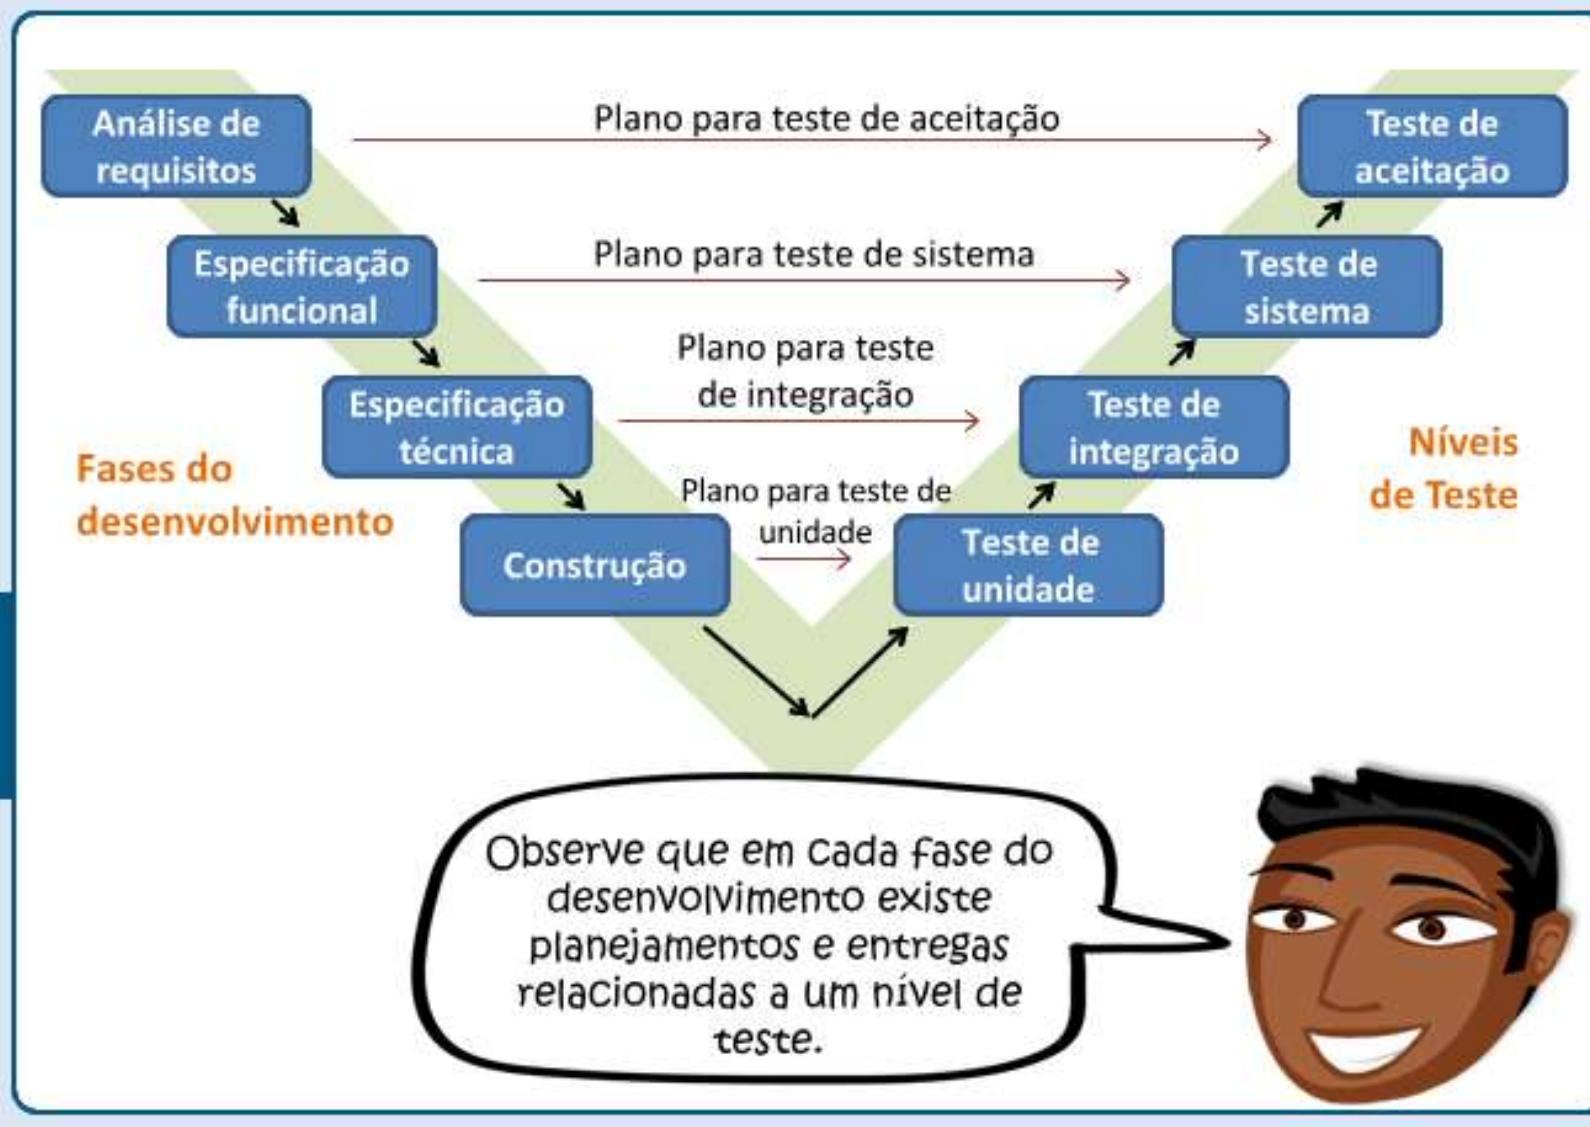 Análise de
requisitos
Plano para teste de aceitação
Teste de
aceitação
Especificação
funcional
Plano para teste de sistema
Teste de
sistema
Plano para teste
de integração
Especificação
técnica
Teste de
integração
Fases do
desenvolvimento
Níveis
de Teste
Plano para teste de
unidade
Construção
Teste de
unidade
Observe que em cada fase do
desenvolvimento existe
planejamentos e entregas
relacionadas a um nível de
teste.